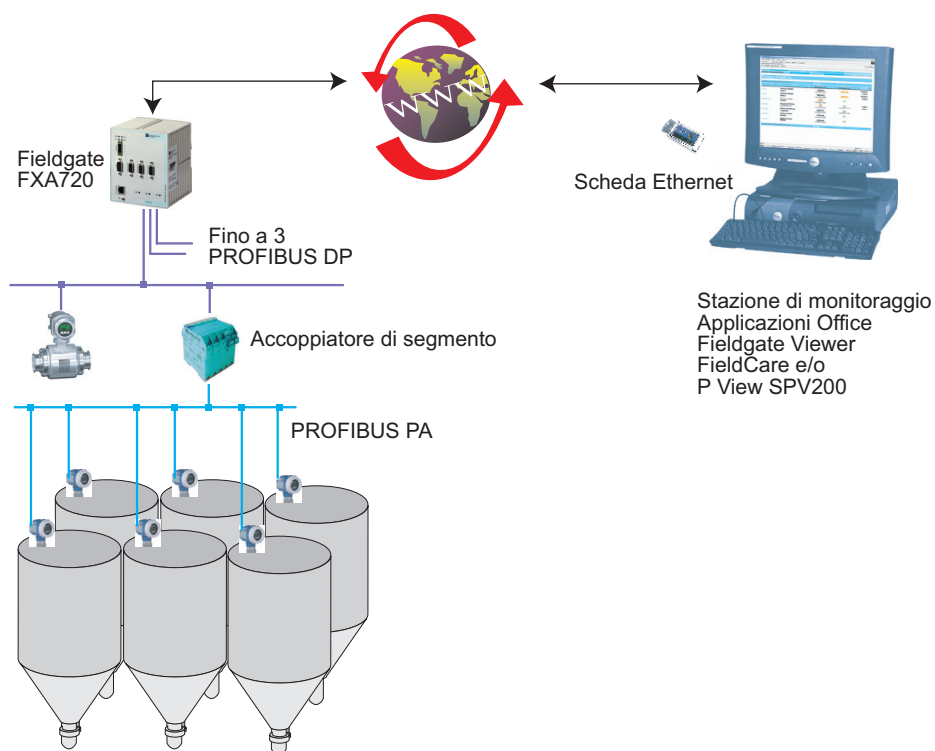 WWW
Fieldgate
FXA720
Scheda Ethernet
Fino a 3
PROFIBUS DP
Stazione di monitoraggio
Applicazioni Office
Fieldgate Viewer
FieldCare e/o
P View SPV200
Accoppiatore di segmento
PROFIBUS PA